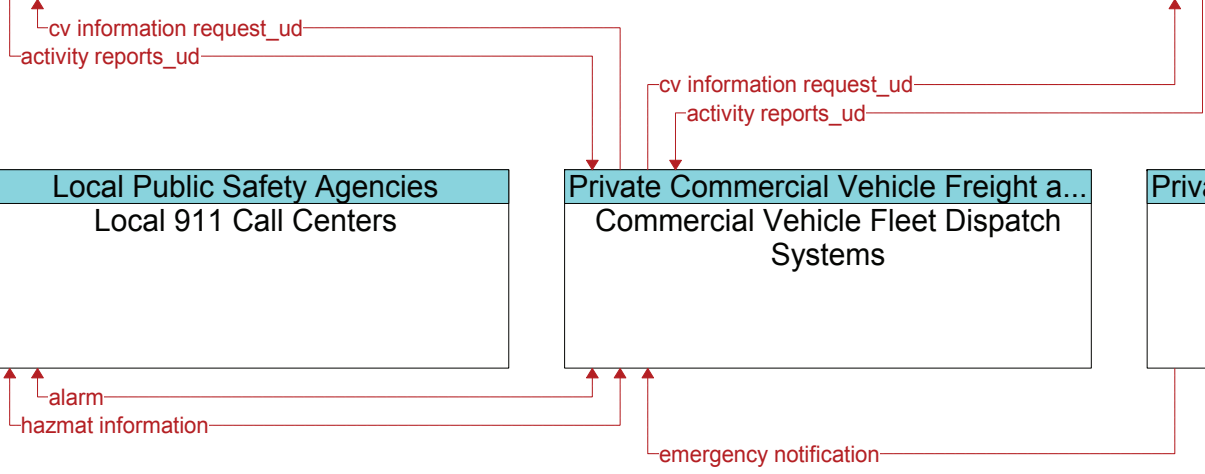 cv information request_ud
activity reports_ud
cv information request_ud
activity reports_ud
Local Public Safety Agencies
Local 911 Call Centers
Private Commercial Vehicle Freight a...
Commercial Vehicle Fleet Dispatch
Systems
Priva
alarm
hazmat information
emergency notification